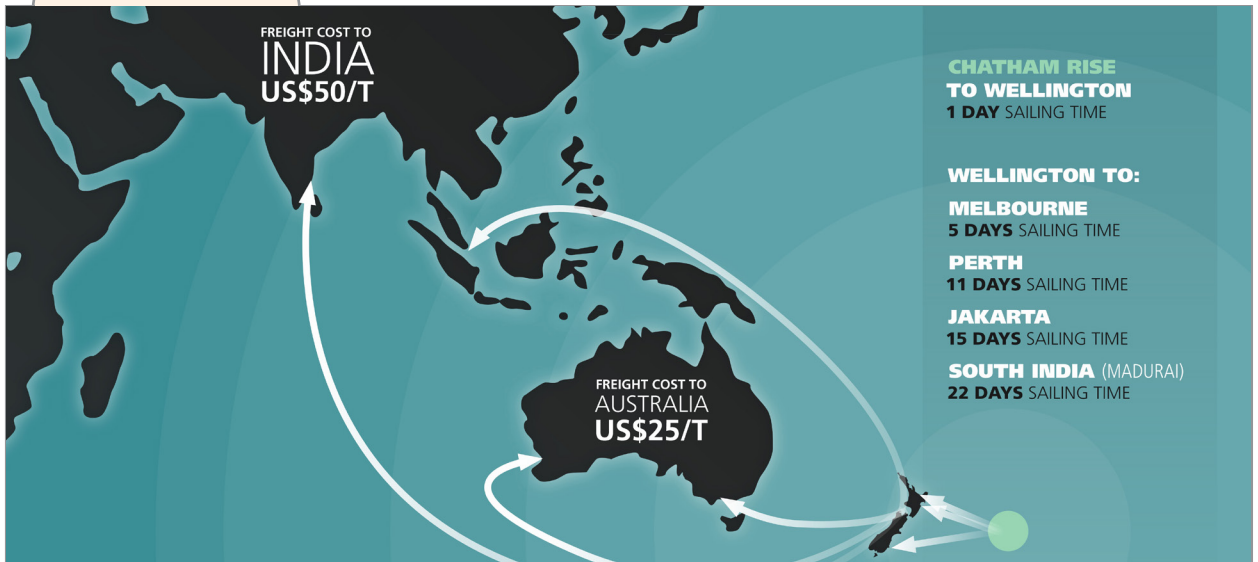 FREIGHT COST TO
INDIA
US$50/T
FREIGHT COST TO
AUSTRALIA
US$25/T
CHATHAM RISE
TO WELLINGTON
1 DAY SAILING TIME
WELLINGTON TO:
MELBOURNE
5 DAYS SAILING TIME
PERTH
11 DAYS SAILING TIME
JAKARTA
15 DAYS SAILING TIME
SOUTH INDIA (MADURAI)
22 DAYS SAILING TIME